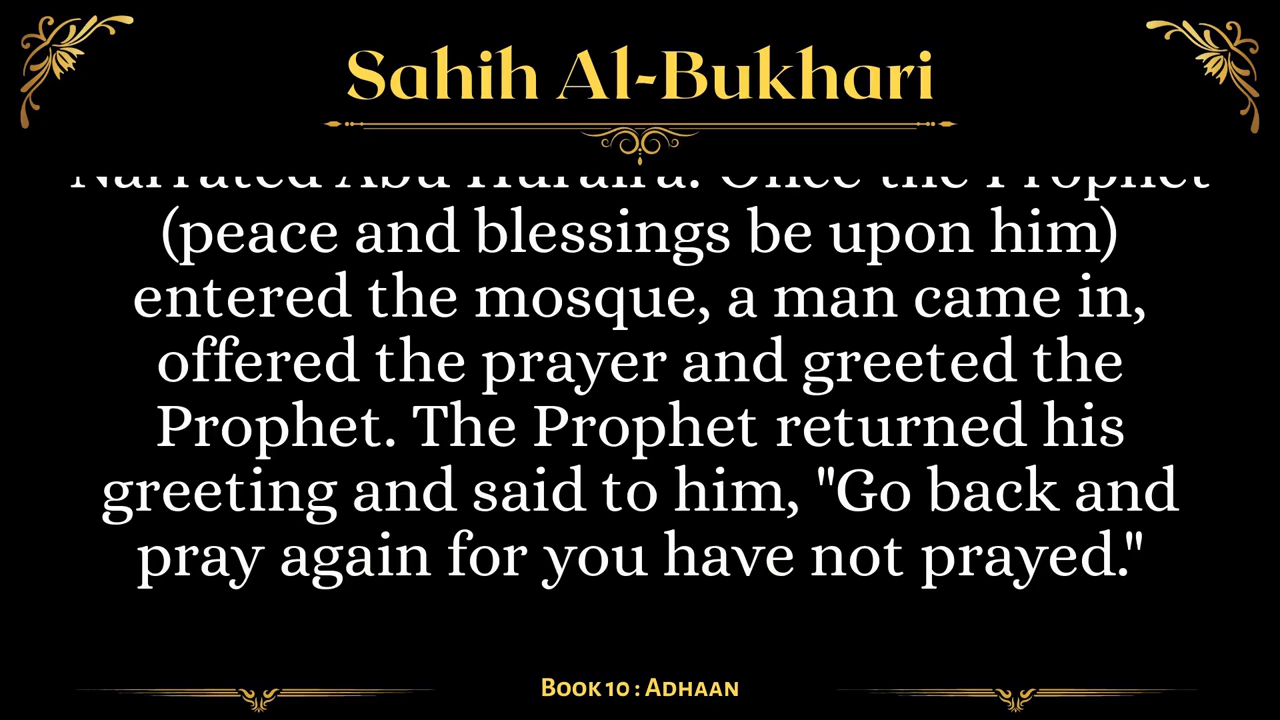 Sahih Al-Bukhari
Narrated Abu Huraira: Once the Prophet
(peace and blessings be upon him)
entered the mosque, a man came in,
offered the prayer and greeted the
Prophet. The Prophet returned his
greeting and said to him, "Go back and
pray again for you have not prayed."
Book 10 : Adhaan